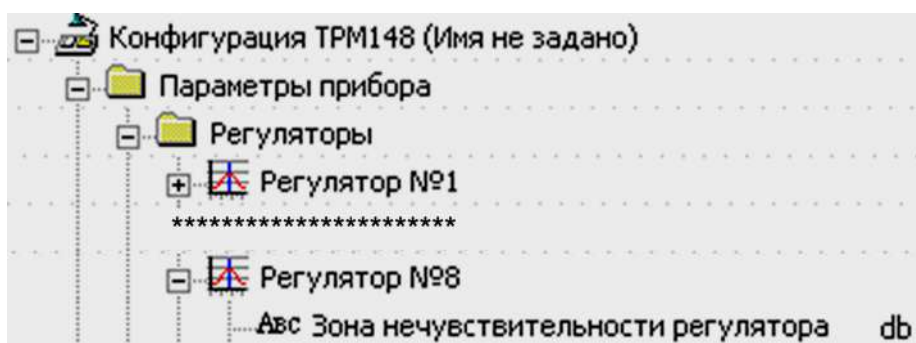 Конфигурация ТРМ148 (Имя не задано)
Параметры прибора
Регуляторы
Регулятор №1
***********************
Регулятор №8
Авс Зона нечувствительности регулятора db